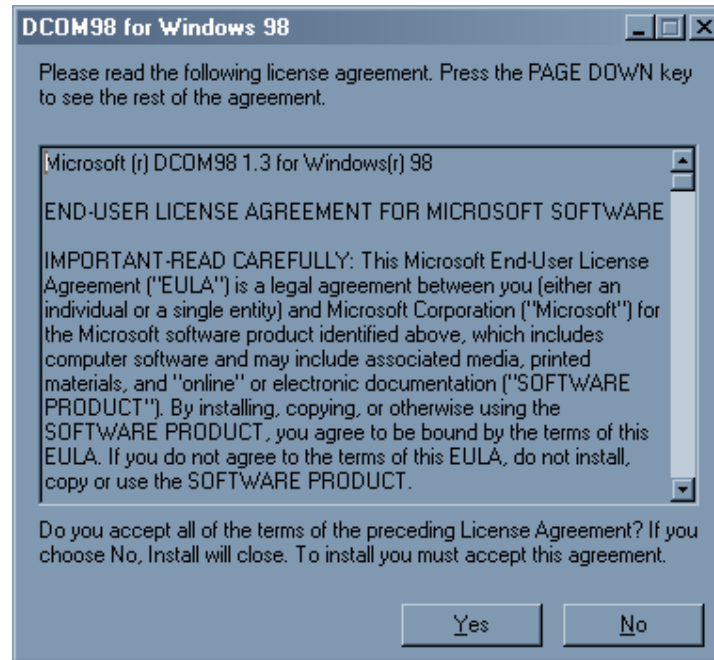 DCOM98 for Windows 98
Please read the following license agreement. Press the PAGE DOWN key
to see the rest of the agreement.
Microsoft (r) DCOM98 1.3 for Windows(r) 98
END-USER LICENSE AGREEMENT FOR MICROSOFT SOFTWARE
IMPORTANT-READ CAREFULLY: This Microsoft End-User License
Agreement ("EULA") is a legal agreement between you (either an
individual or a single entity) and Microsoft Corporation ("Microsoft") for
the Microsoft software product identified above, which includes
computer software and may include associated media, printed
materials, and "online" or electronic documentation ("SOFTWARE
PRODUCT"). By installing, copying, or otherwise using the
SOFTWARE PRODUCT, you agree to be bound by the terms of this
EULA. If you do not agree to the terms of this EULA, do not install,
copy or use the SOFTWARE PRODUCT.
Do you accept all of the terms of the preceding License Agreement? If you
choose No, Install will close. To install you must accept this agreement.
Yes
No